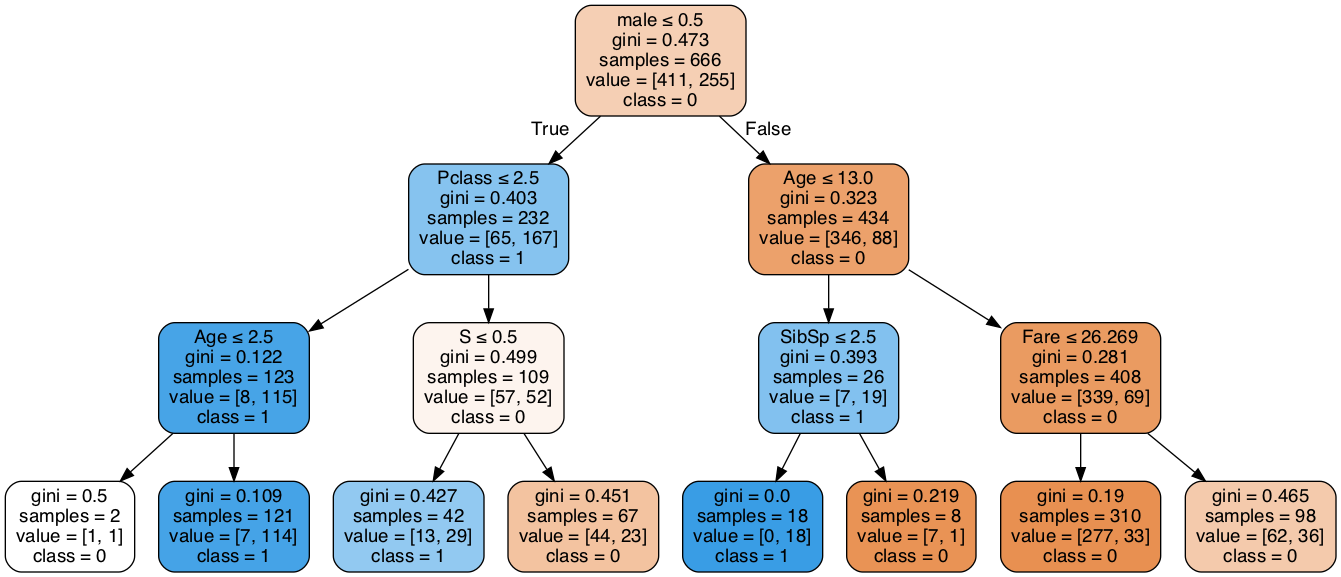 male ≤ 0.5
gini = 0.473
samples = 666
value = [411, 255]
class = 0
True
False
Pclass ≤ 2.5
gini = 0.403
samples = 232
value = [65, 167]
class = 1
Age ≤ 13.0
gini = 0.323
samples = 434
value = [346, 88]
class = 0
Age ≤ 2.5
gini = 0.122
samples = 123
value = [8, 115]
class = 1
S ≤ 0.5
gini = 0.499
samples = 109
value = [57, 52]
class = 0
SibSp ≤ 2.5
gini = 0.393
samples = 26
value = [7, 19]
class = 1
Fare ≤ 26.269
gini = 0.281
samples = 408
value = [339, 69]
class = 0
gini = 0.5
samples = 2
value = [1, 1]
class = 0
gini = 0.109
samples = 121
value = [7, 114]
class = 1
gini = 0.427
samples = 42
value = [13, 29]
class = 1
gini = 0.451
samples = 67
value = [44, 23]
class = 0
gini = 0.0
samples = 18
value = [0, 18]
class = 1
gini = 0.219
samples = 8
value = [7, 1]
class = 0
gini = 0.19
samples = 310
value = [277, 33]
class = 0
gini = 0.465
samples = 98
value = [62, 36]
class = 0